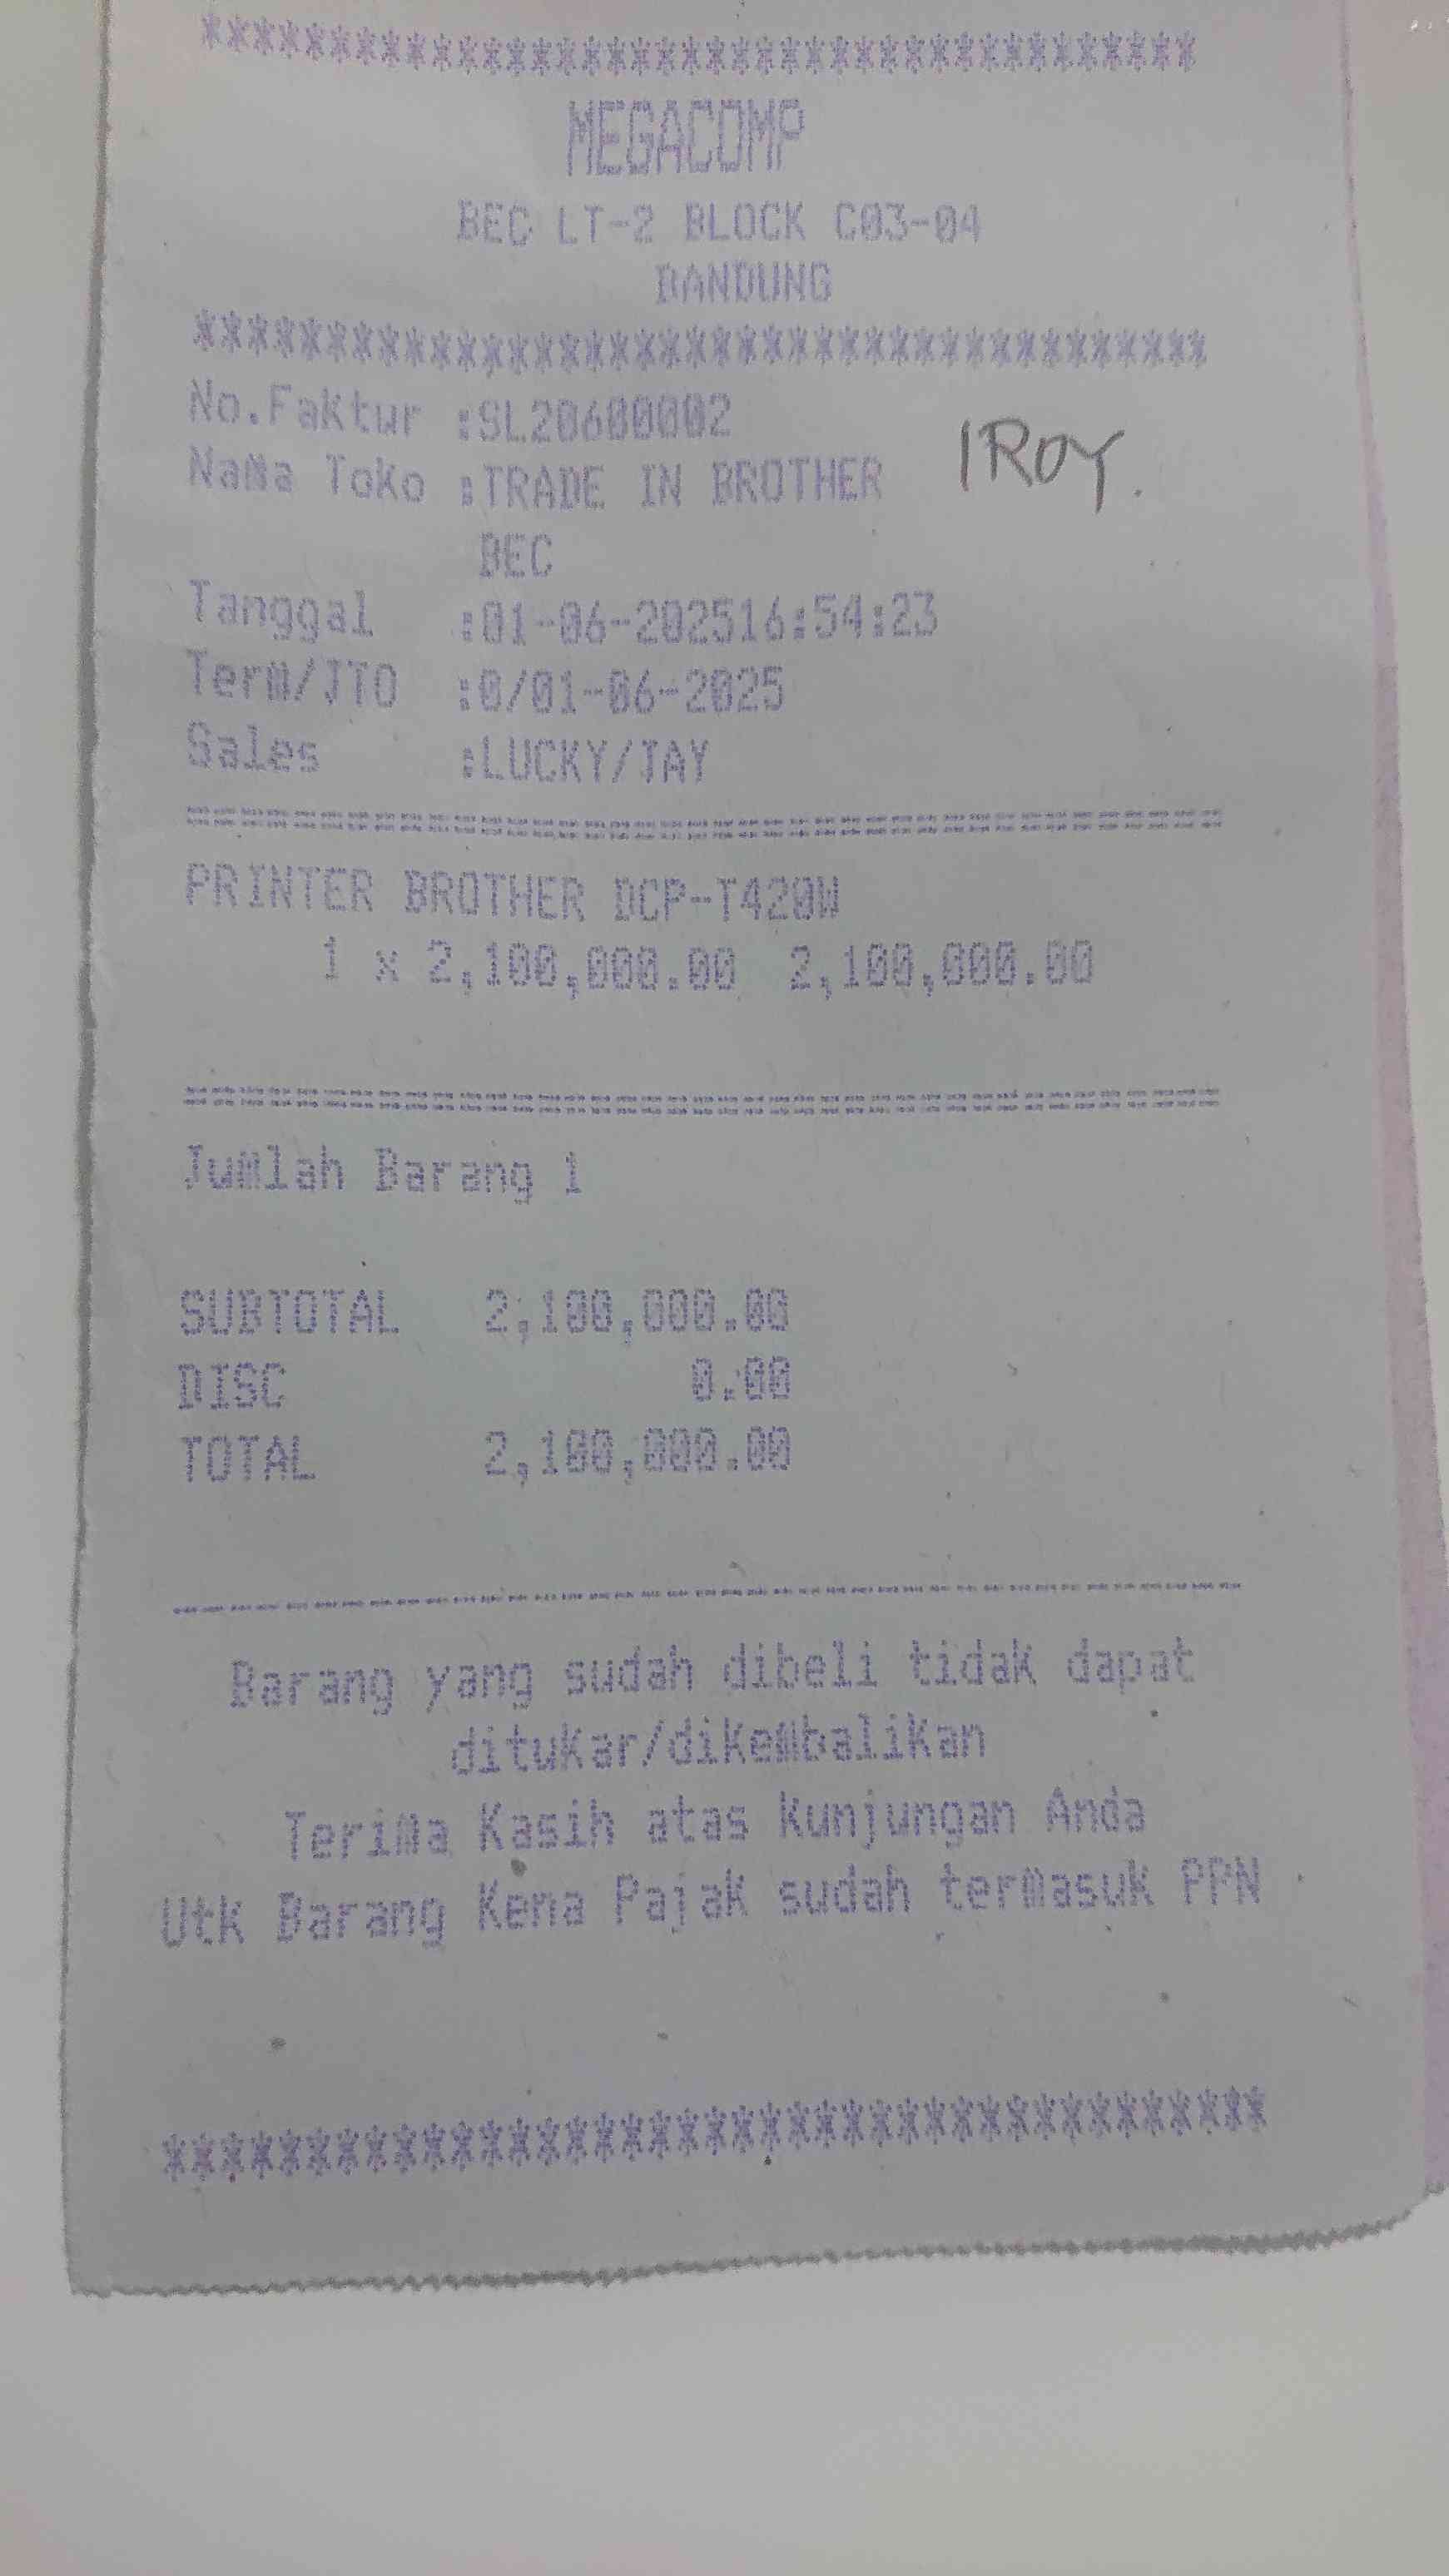 ***************************************
MEGACOMP
BEC LT-2 BLOCK C03-04
BANDUNG
***************************************
No.Faktur :SL20600002
Nama Toko :TRADE IN BROTHER
IROY.
BEC
Tanggal :01-06-202516:54:23
Term/JTO :0/01-06-2025
Sales :LUCKY/JAY
======================================
PRINTER BROTHER DCP-T420W
1 x 2,100,000.00 2,100,000.00
======================================
Jumlah Barang 1
SUBTOTAL 2,100,000.00
DISC 0.00
TOTAL 2,100,000.00
---------------------------------------
Barang yang sudah dibeli tidak dapat
ditukar/dikembalikan
Terima Kasih atas Kunjungan Anda
Utk Barang Kena Pajak sudah termasuk PPN
***************************************